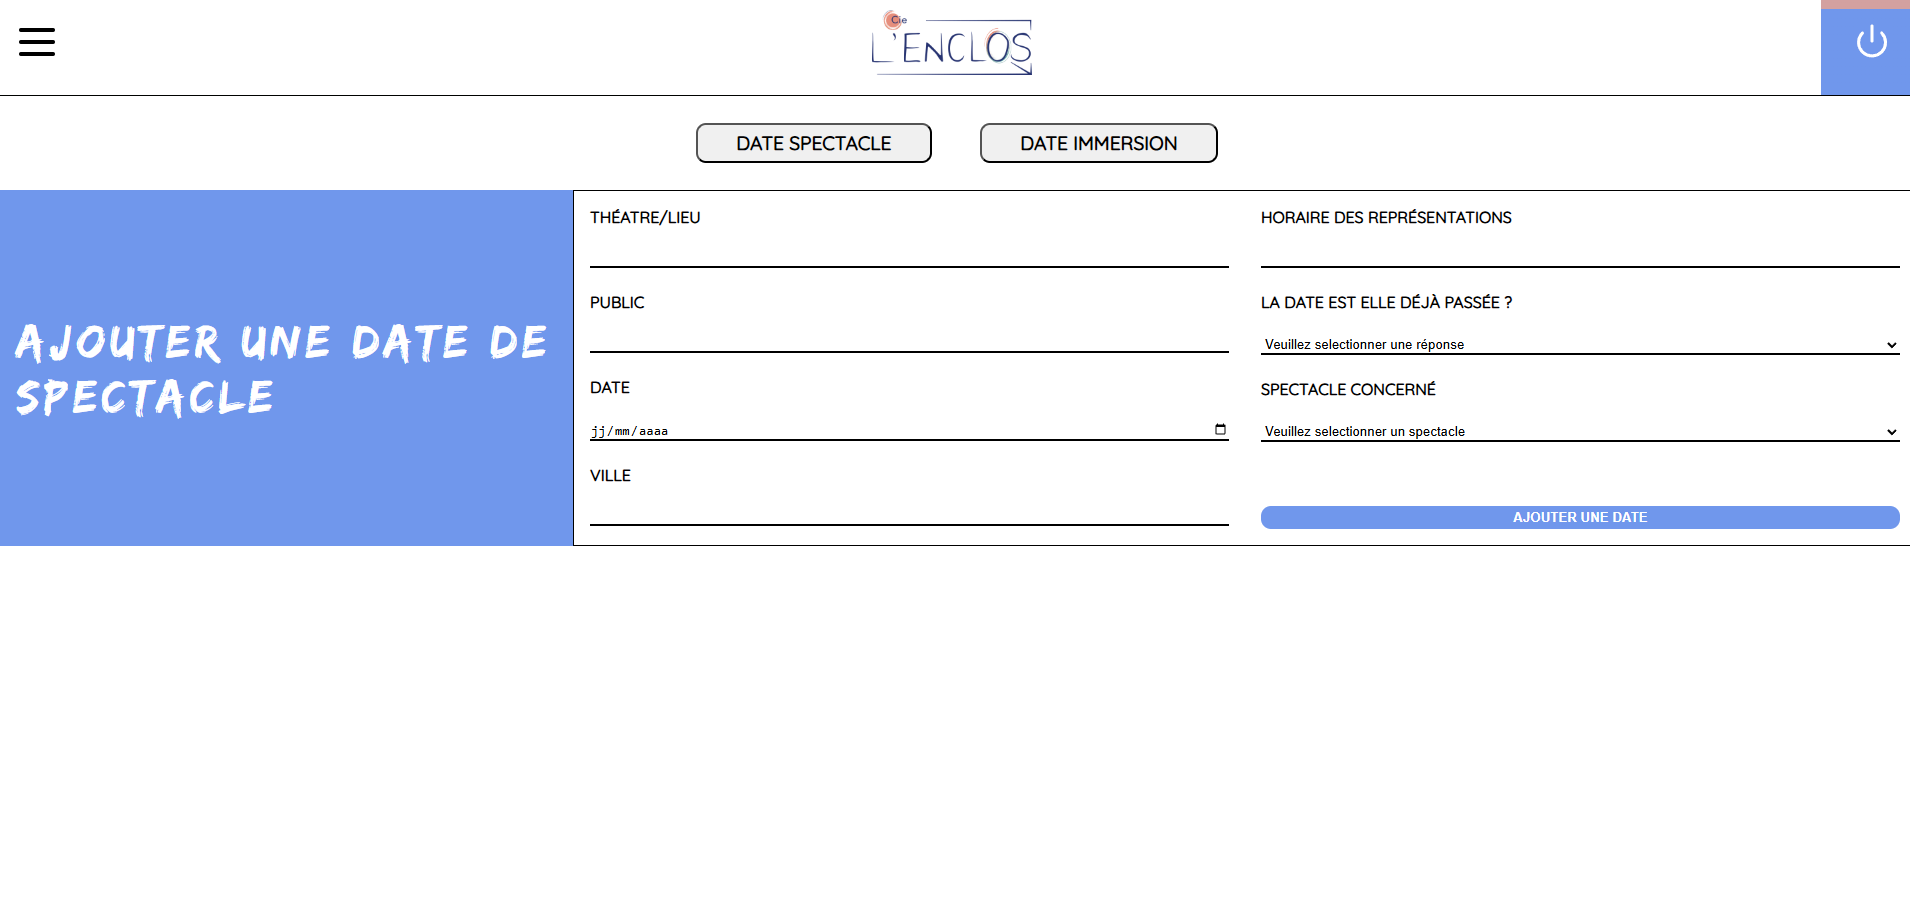 Cie
L'ENCLOS
DATE SPECTACLE
DATE IMMERSION
AJOUTER UNE DATE DE
SPECTACLE
THÉATRE/LIEU
PUBLIC
DATE
jj/mm/aaaa
VILLE
HORAIRE DES REPRÉSENTATIONS
LA DATE EST ELLE DÉJÀ PASSÉE ?
Veuillez selectionner une réponse
SPECTACLE CONCERNÉ
Veuillez selectionner un spectacle
AJOUTER UNE DATE